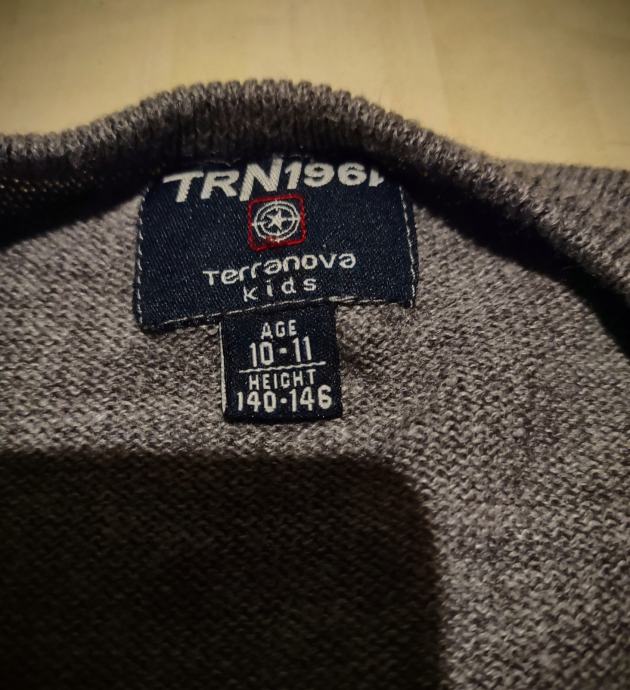 TRN1961
Terranova
kids
AGE
10-11
HEIGHT
140-146